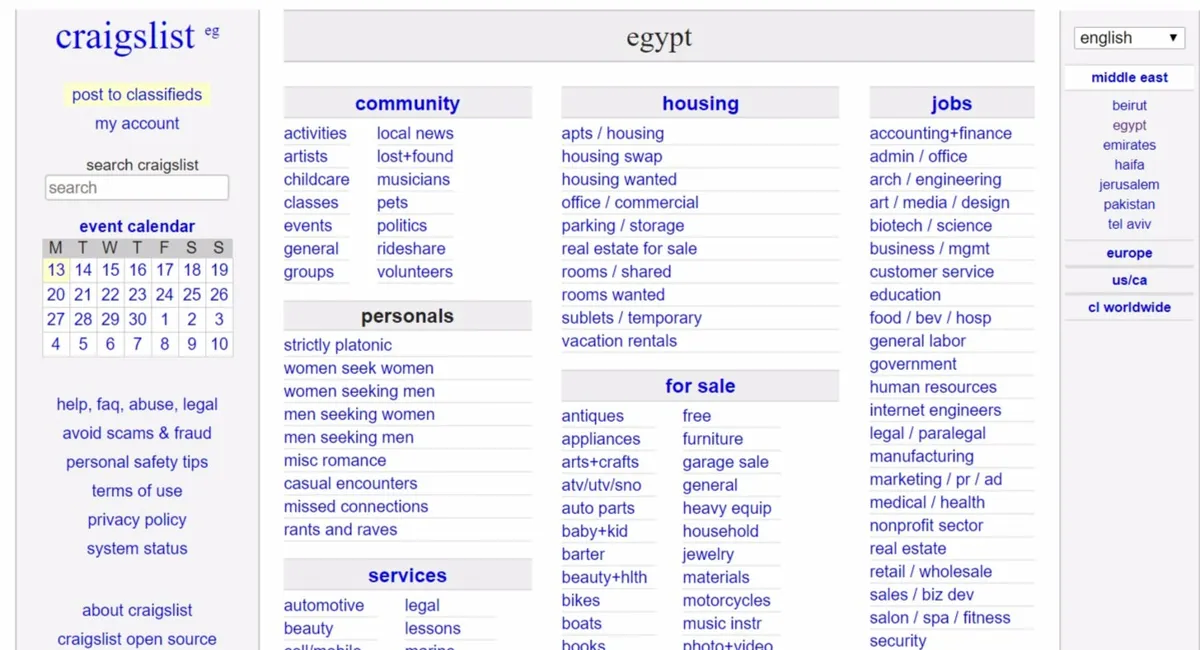 craigslist eg
post to classifieds
my account
search craigslist
search
event calendar
M T W T F S S
13 14 15 16 17 18 19
20 21 22 23 24 25 26
27 28 29 30 1 2 3
4 5 6 7 8 9 10
help, faq, abuse, legal
avoid scams & fraud
personal safety tips
terms of use
privacy policy
system status
about craigslist
craigslist open source
egypt
community
activities local news
artists lost+found
childcare musicians
classes pets
events politics
general rideshare
groups volunteers
personals
strictly platonic
women seek women
women seeking men
men seeking women
men seeking men
misc romance
casual encounters
missed connections
rants and raves
services
automotive legal
beauty lessons
cell/mobile marine
housing
apts / housing
housing swap
housing wanted
office / commercial
parking / storage
real estate for sale
rooms / shared
rooms wanted
sublets / temporary
vacation rentals
for sale
antiques free
appliances furniture
arts+crafts garage sale
atv/utv/sno general
auto parts heavy equip
baby+kid household
barter jewelry
beauty+hlth materials
bikes motorcycles
boats music instr
books photo+video
jobs
accounting+finance
admin / office
arch / engineering
art / media / design
biotech / science
business / mgmt
customer service
education
food / bev / hosp
general labor
government
human resources
internet engineers
legal / paralegal
manufacturing
marketing / pr / ad
medical / health
nonprofit sector
real estate
retail / wholesale
sales / biz dev
salon / spa / fitness
security
english
middle east
beirut
egypt
emirates
haifa
jerusalem
pakistan
tel aviv
europe
us/ca
cl worldwide